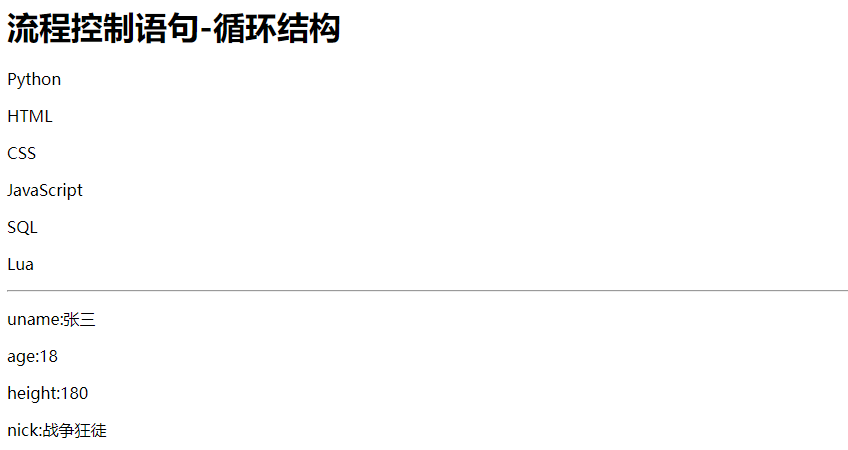 流程控制语句-循环结构
Python
HTML
CSS
JavaScript
SQL
Lua
uname:张三
age:18
height:180
nick:战争狂徒